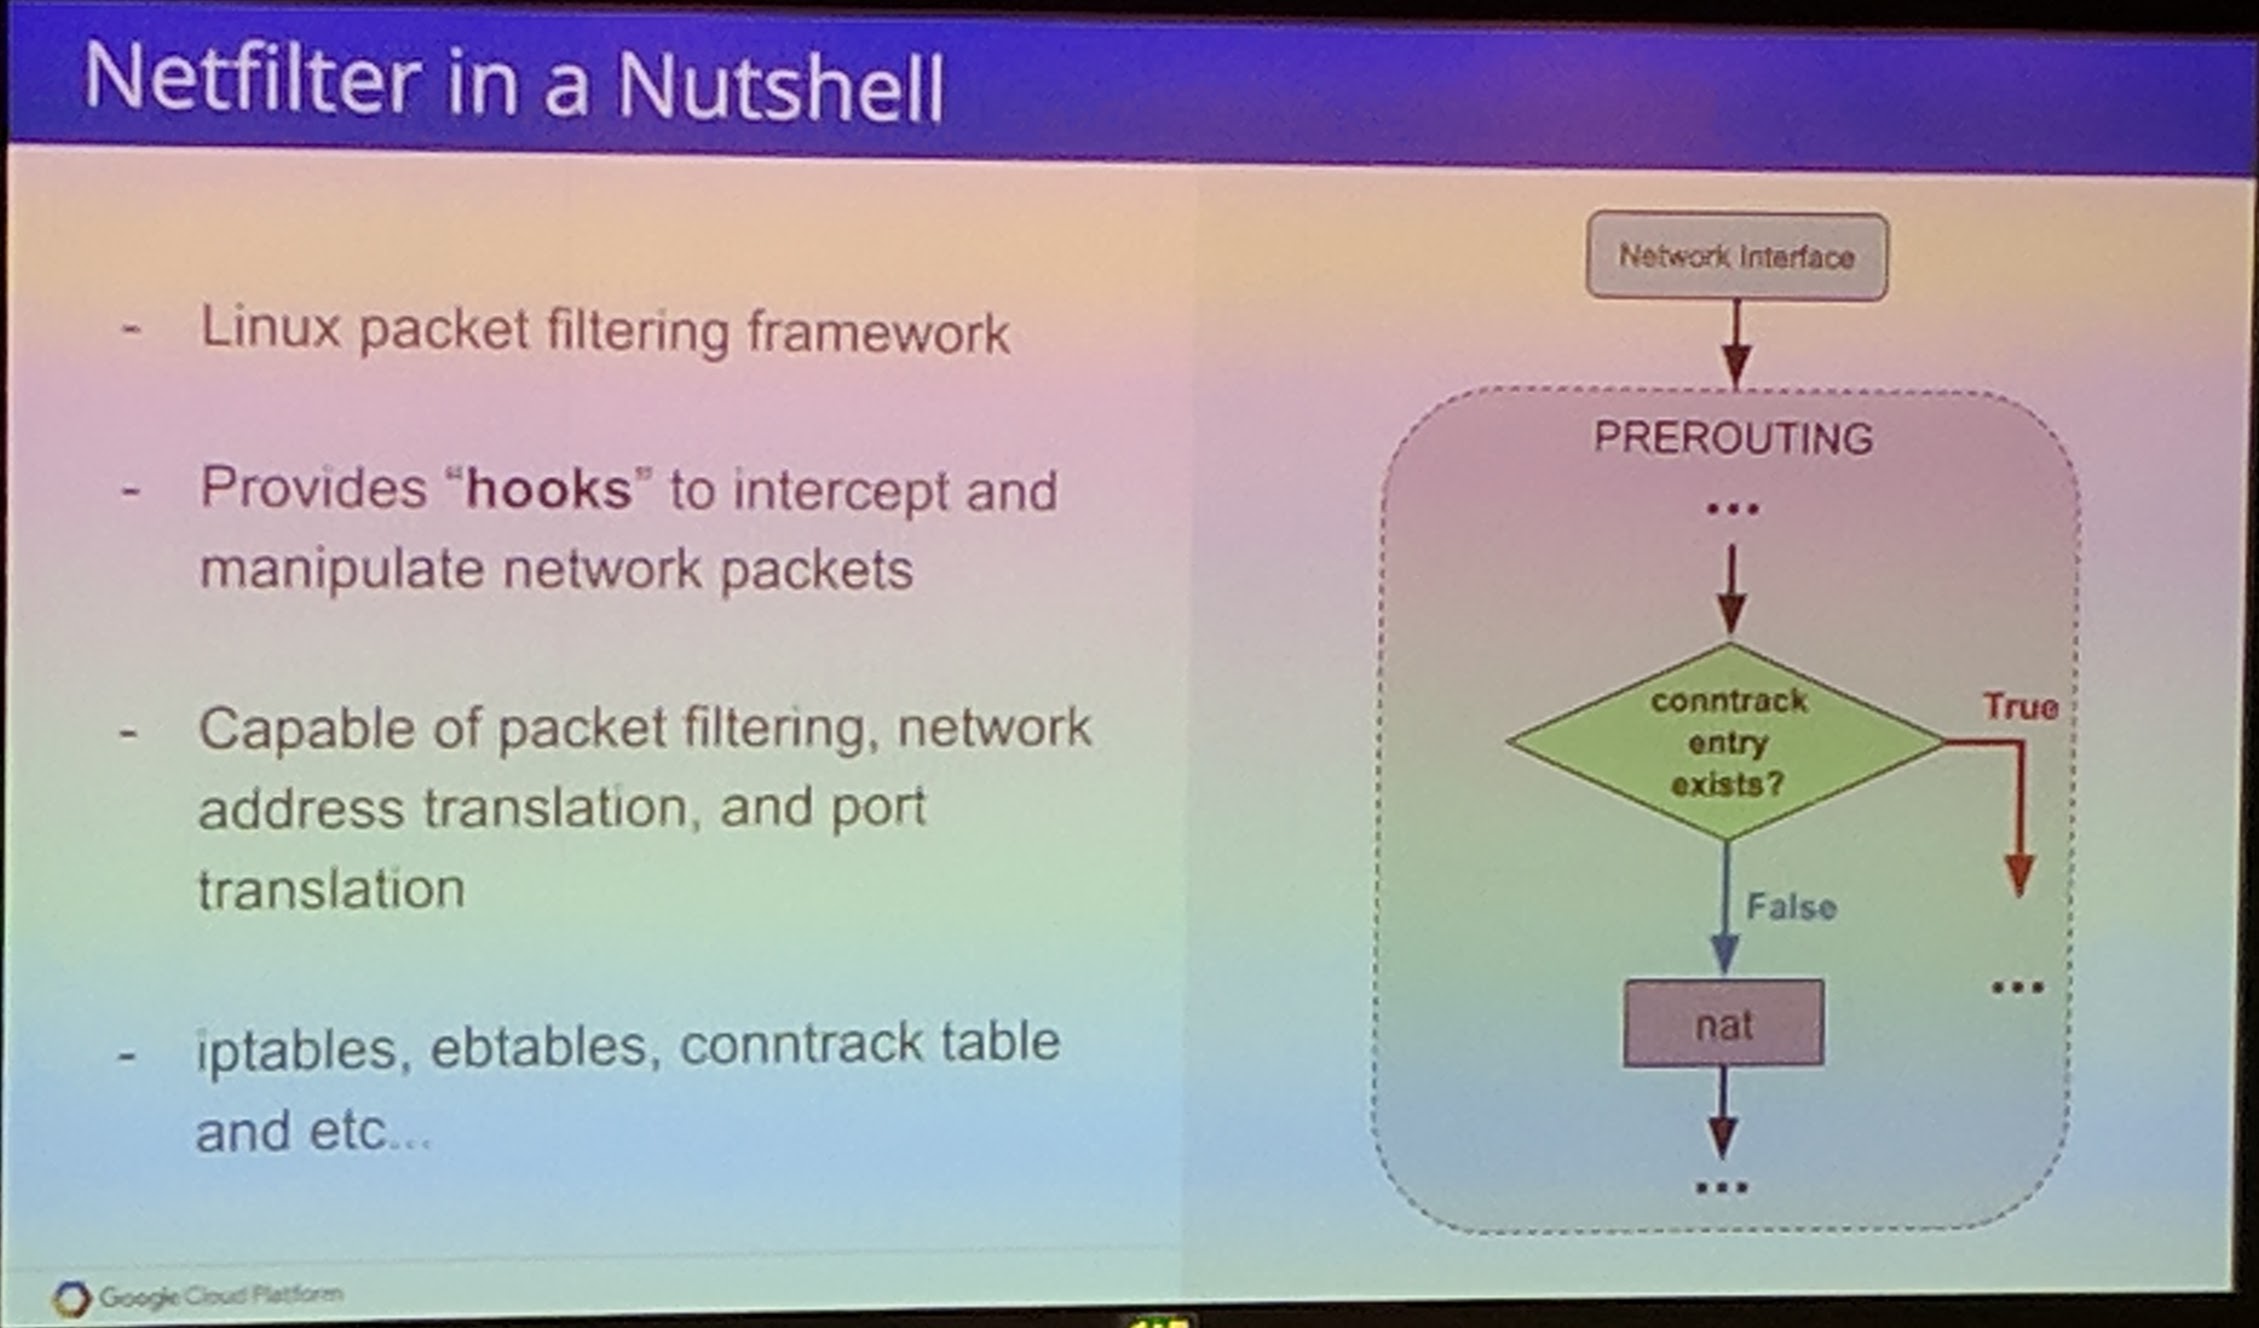 Netfilter in a Nutshell
- Linux packet filtering framework
- Provides “hooks” to intercept and
manipulate network packets
- Capable of packet filtering, network
address translation, and port
translation
- iptables, ebtables, conntrack table
and etc...
Network Interface
PREROUTING
...
conntrack
entry
exists?
True
False
...
nat
...
Google Cloud Platform